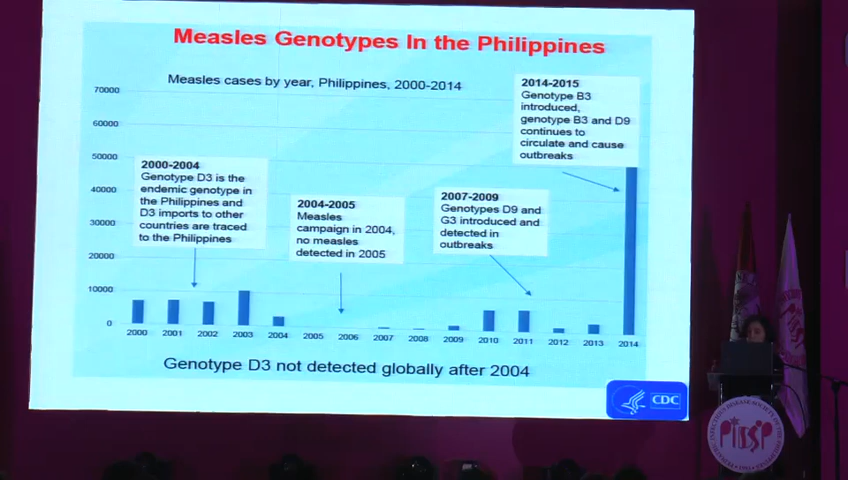 Measles Genotypes In the Philippines
Measles cases by year, Philippines, 2000-2014
70000
60000
50000
40000
30000
20000
10000
0
2000-2004
Genotype D3 is the
endemic genotype in
the Philippines and
D3 imports to other
countries are traced
to the Philippines
2004-2005
Measles
campaign in 2004,
no measles
detected in 2005
2007-2009
Genotypes D9 and
G3 introduced and
detected in
outbreaks
2014-2015
Genotype B3
introduced,
genotype B3 and D9
continues to
circulate and cause
outbreaks
2000 2001 2002 2003 2004 2005 2006 2007 2008 2009 2010 2011 2012 2013 2014
Genotype D3 not detected globally after 2004
CDC